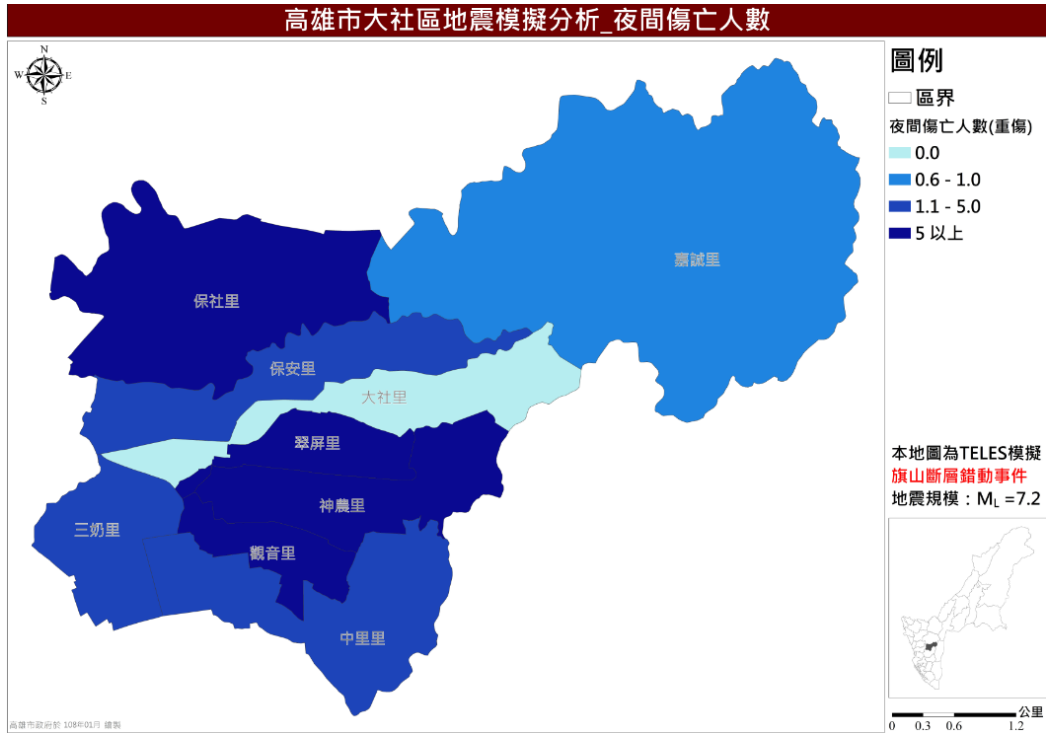 高雄市大社區地震模擬分析_夜間傷亡人數
N
W
E
S
圖例
區界
夜間傷亡人數(重傷)
0.0
0.6 - 1.0
1.1 - 5.0
5 以上
嘉誠里
保社里
保安里
大社里
翠屏里
神農里
三奶里
觀音里
中里里
本地圖為TELES模擬
旗山斷層錯動事件
地震規模：ML =7.2
公里
0 0.3 0.6 1.2
高雄市政府於 108年01月 繪製